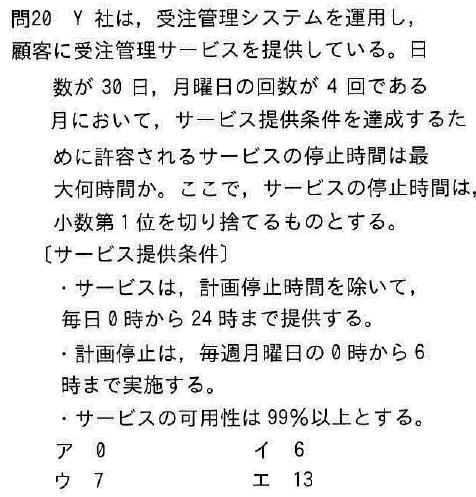 問20 Y 社は，受注管理システムを運用し，
顧客に受注管理サービスを提供している。日
数が 30 日，月曜日の回数が 4 回である
月において，サービス提供条件を達成するた
めに許容されるサービスの停止時間は最
大何時間か。ここで，サービスの停止時間は，
小数第1位を切り捨てるものとする。
〔サービス提供条件〕
・サービスは，計画停止時間を除いて，
毎日0時から24時まで提供する。
・計画停止は，毎週月曜日の0時から6
時まで実施する。
・サービスの可用性は99%以上とする。
ア 0 イ 6
ウ 7 エ 13